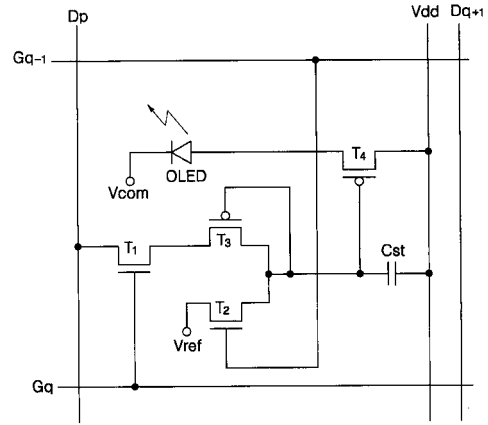 Dp
Vdd
Dq+1
Gq-1
T4
Vcom
OLED
T1
T3
Cst
T2
Vref
Gq